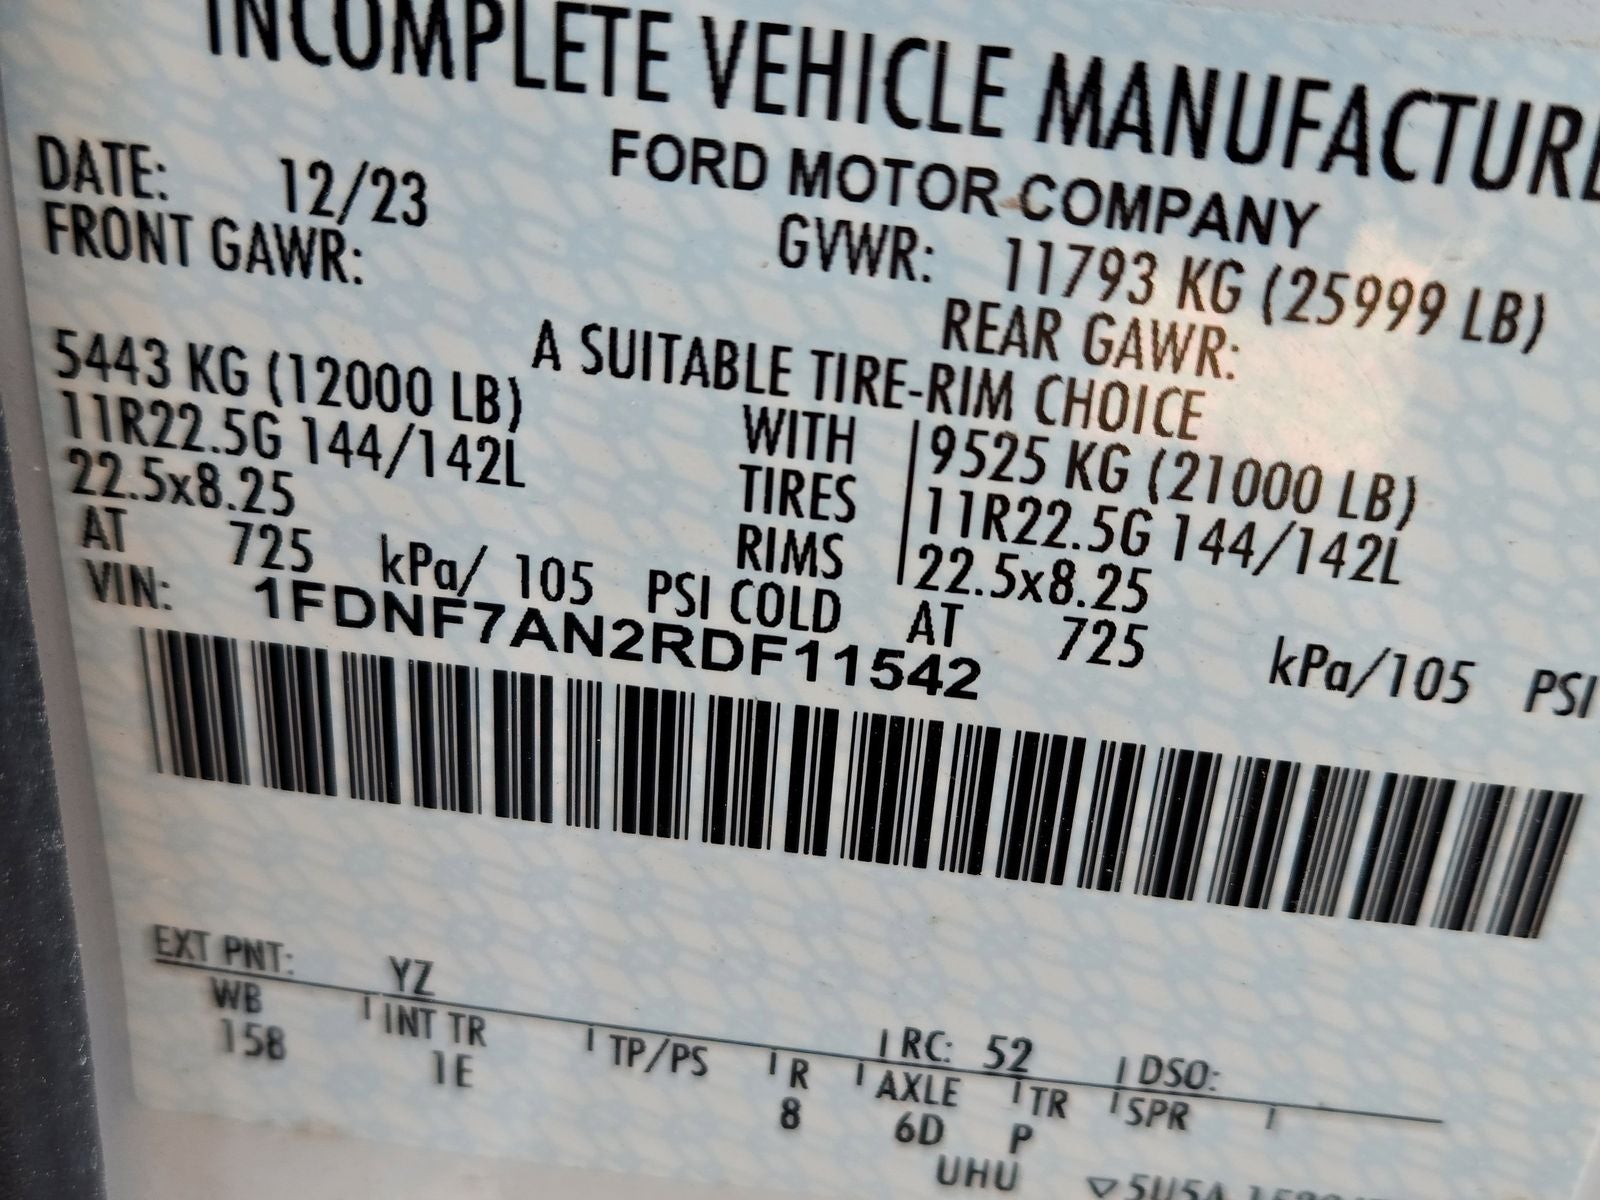 INCOMPLETE VEHICLE MANUFACTURE
FORD MOTOR COMPANY
DATE: 12/23
GVWR: 11793 KG (25999 LB)
FRONT GAWR:
REAR GAWR:
A SUITABLE TIRE-RIM CHOICE
5443 KG (12000 LB) WITH 9525 KG (21000 LB)
11R22.5G 144/142L TIRES 11R22.5G 144/142L
22.5x8.25 RIMS 22.5x8.25
AT 725 kPa/ 105 PSI COLD AT 725 kPa/105 PSI
VIN: 1FDNF7AN2RDF11542
EXT PNT: YZ RC: 52 DSO:
WB INT TR TP/PS R AXLE TR SPR
158 1E 8 6D P
UHU